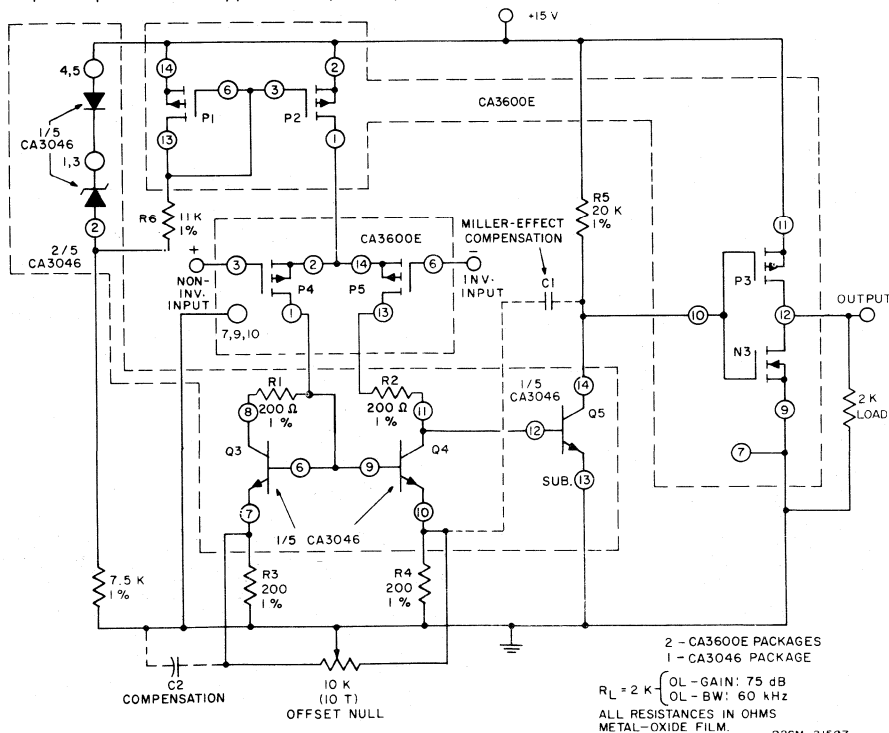 +15 V
4,5
14
2
6
3
CA3600E
P1
P2
1/5
CA3046
13
1
1,3
R6
11 K
1%
R5
20 K
1%
2
2/5
CA3046
MILLER-EFFECT
COMPENSATION
CA3600E
11
+
NON-
INV.
INPUT
3
2
14
6
−
INV.
INPUT
C1
P3
P4
P5
7,9,10
1
13
10
12
OUTPUT
N3
R1
200 Ω
1 %
R2
200 Ω
1 %
1/5
CA3046
14
2 K
LOAD
8
11
12
Q5
9
Q3
6
9
Q4
7
SUB.
13
7
10
1/5 CA3046
7.5 K
1 %
R3
200
1 %
R4
200
1 %
C2
COMPENSATION
10 K
(10 T)
OFFSET NULL
2 - CA3600E PACKAGES
1 - CA3046 PACKAGE
RL = 2 K { OL-GAIN: 75 dB
OL-BW: 60 kHz
ALL RESISTANCES IN OHMS
METAL-OXIDE FILM.